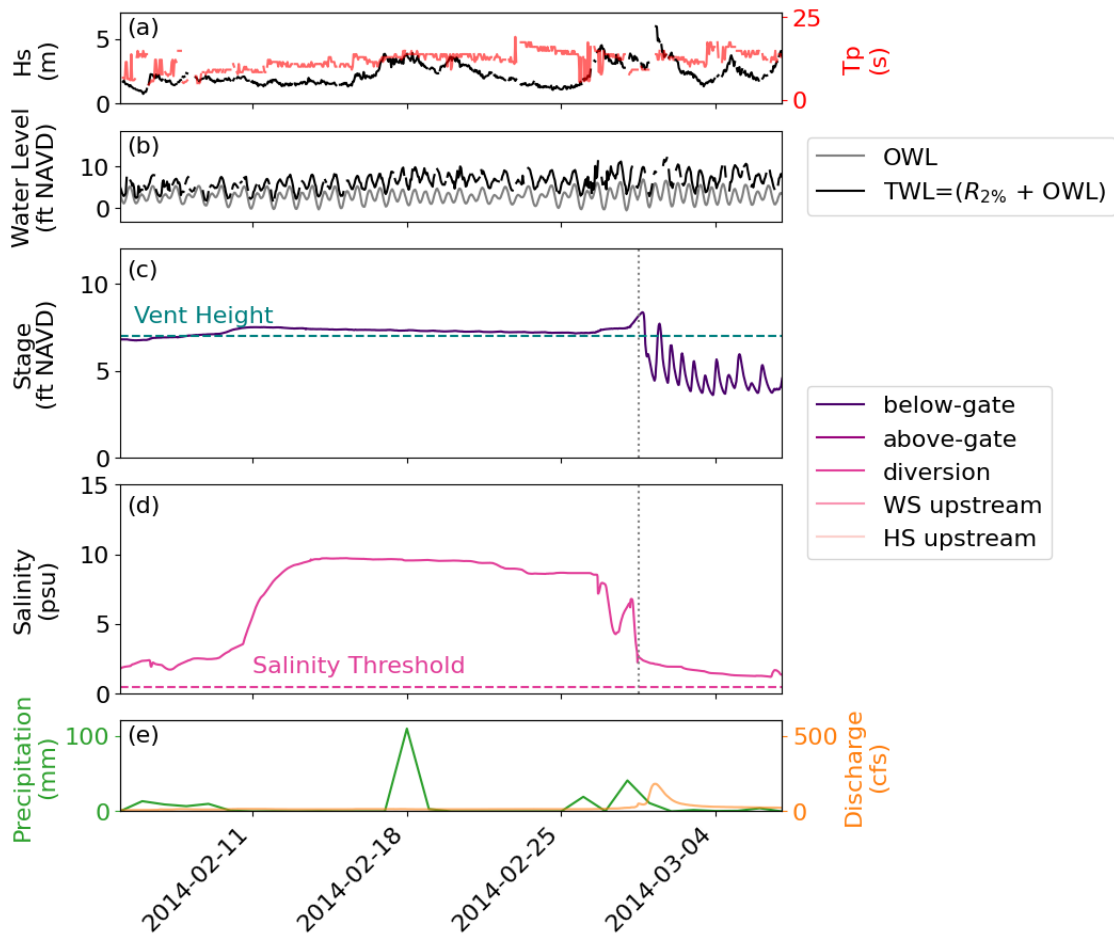 (a)
5
0
Hs
(m)
25
0
Tp
(s)
(b)
10
0
Water Level
(ft NAVD)
OWL
TWL=(R2% + OWL)
(c)
10
5
0
Stage
(ft NAVD)
Vent Height
below-gate
above-gate
diversion
WS upstream
HS upstream
(d)
15
10
5
0
Salinity
(psu)
Salinity Threshold
(e)
100
0
Precipitation
(mm)
500
0
Discharge
(cfs)
2014-02-11
2014-02-18
2014-02-25
2014-03-04